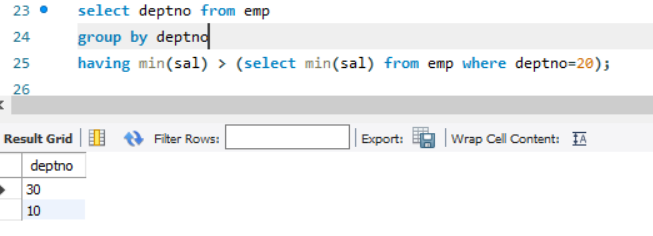 23 select deptno from emp
24 group by deptno
25 having min(sal) > (select min(sal) from emp where deptno=20);
26
Result Grid Filter Rows: Export: Wrap Cell Content: IA
deptno
30
10